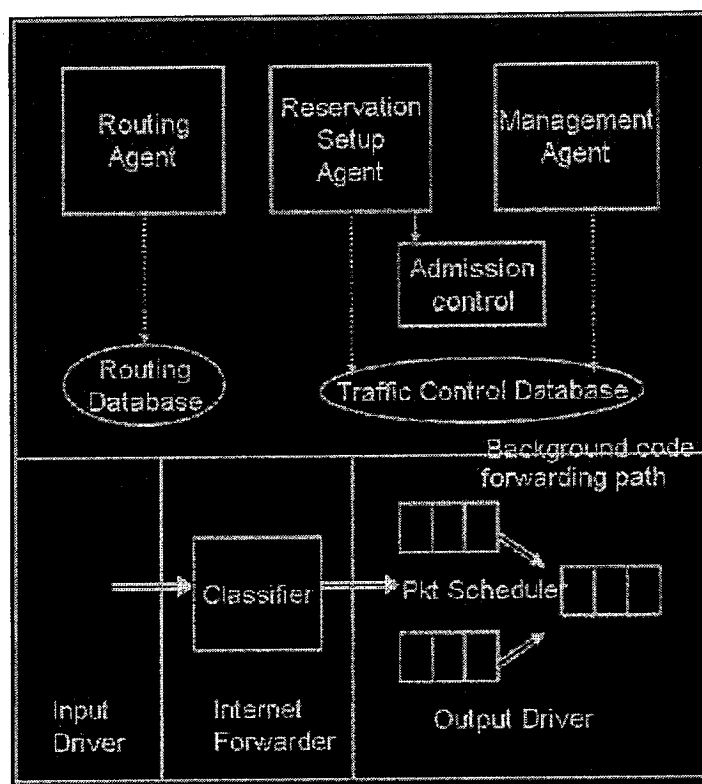 Routing
Agent
Reservation
Setup
Agent
Management
Agent
Admission
control
Routing
Database
Traffic Control Database
Background code
forwarding path
Classifier
Pkt Scheduler
Input
Driver
Internet
Forwarder
Output Driver